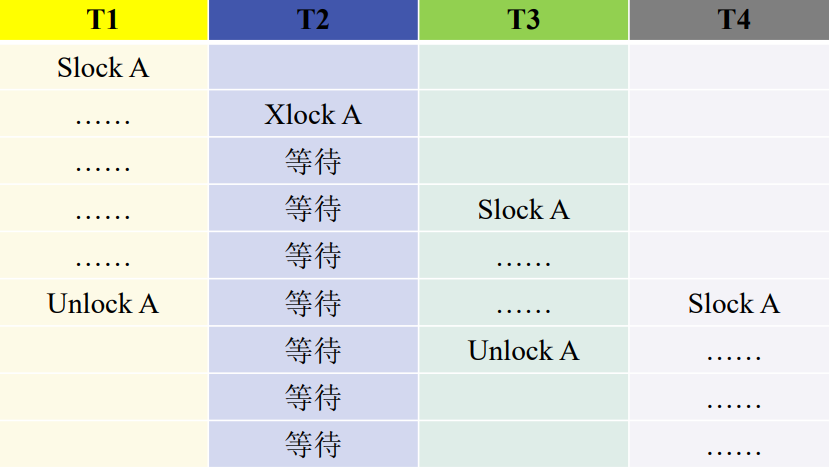 T1 T2 T3 T4
Slock A
…… Xlock A
…… 等待
…… 等待 Slock A
…… 等待 ……
Unlock A 等待 …… Slock A
等待 Unlock A ……
等待 ……
等待 ……